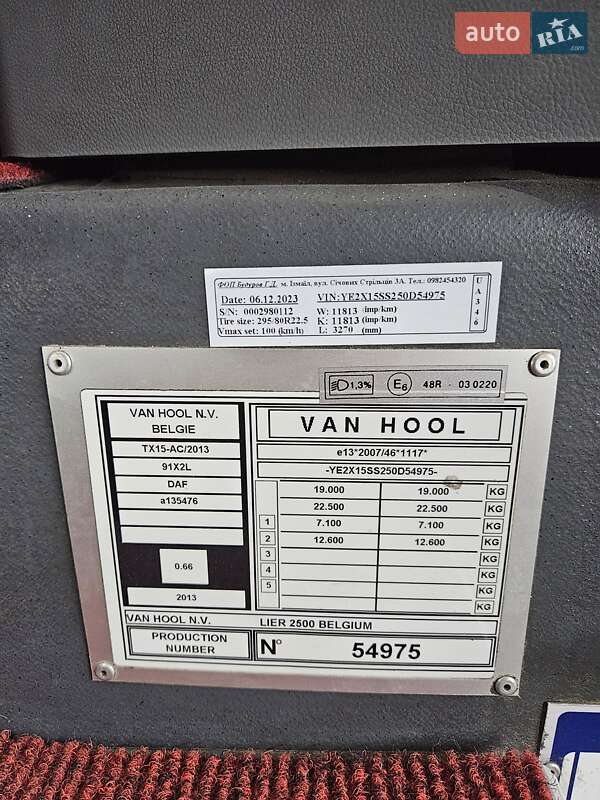 auto RIA.com
ФОП Бедуров Г.Д. м. Ізмаїл, вул. Січових Стрільців 3А. Тел.: 0982454320
Date: 06.12.2023 VIN:YE2X15SS250D54975
S/N: 0002980112 W: 11813 (imp/km)
Tire size: 295/80R22.5 K: 11813 (imp/km)
Vmax set: 100 (km/h) L: 3270 (mm)
UA346
1,3% E6 48R - 03 0220
VAN HOOL N.V.
BELGIE
TX15-AC/2013
91X2L
DAF
a135476
0.66
2013
VAN HOOL
e13*2007/46*1117*
-YE2X15SS250D54975-
19.000 19.000 KG
22.500 22.500 KG
1 7.100 7.100 KG
2 12.600 12.600 KG
3 KG
4 KG
5 KG
KG
VAN HOOL N.V. LIER 2500 BELGIUM
PRODUCTION
NUMBER
N° 54975